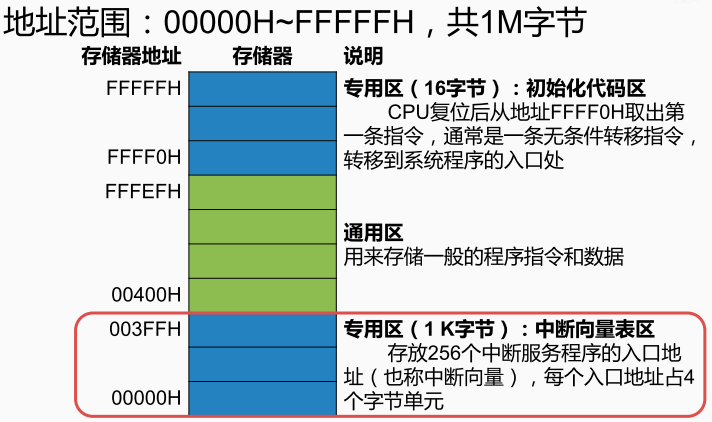 地址范围：00000H~FFFFFH，共1M字节
存储器地址 存储器 说明
FFFFFH 专用区（16字节）：初始化代码区
CPU复位后从地址FFFF0H取出第
一条指令，通常是一条无条件转移指令，
FFFF0H 转移到系统程序的入口处
FFFEFH
通用区
用来存储一般的程序指令和数据
00400H
003FFH 专用区（1 K字节）：中断向量表区
存放256个中断服务程序的入口地
址（也称中断向量），每个入口地址占4
00000H 个字节单元